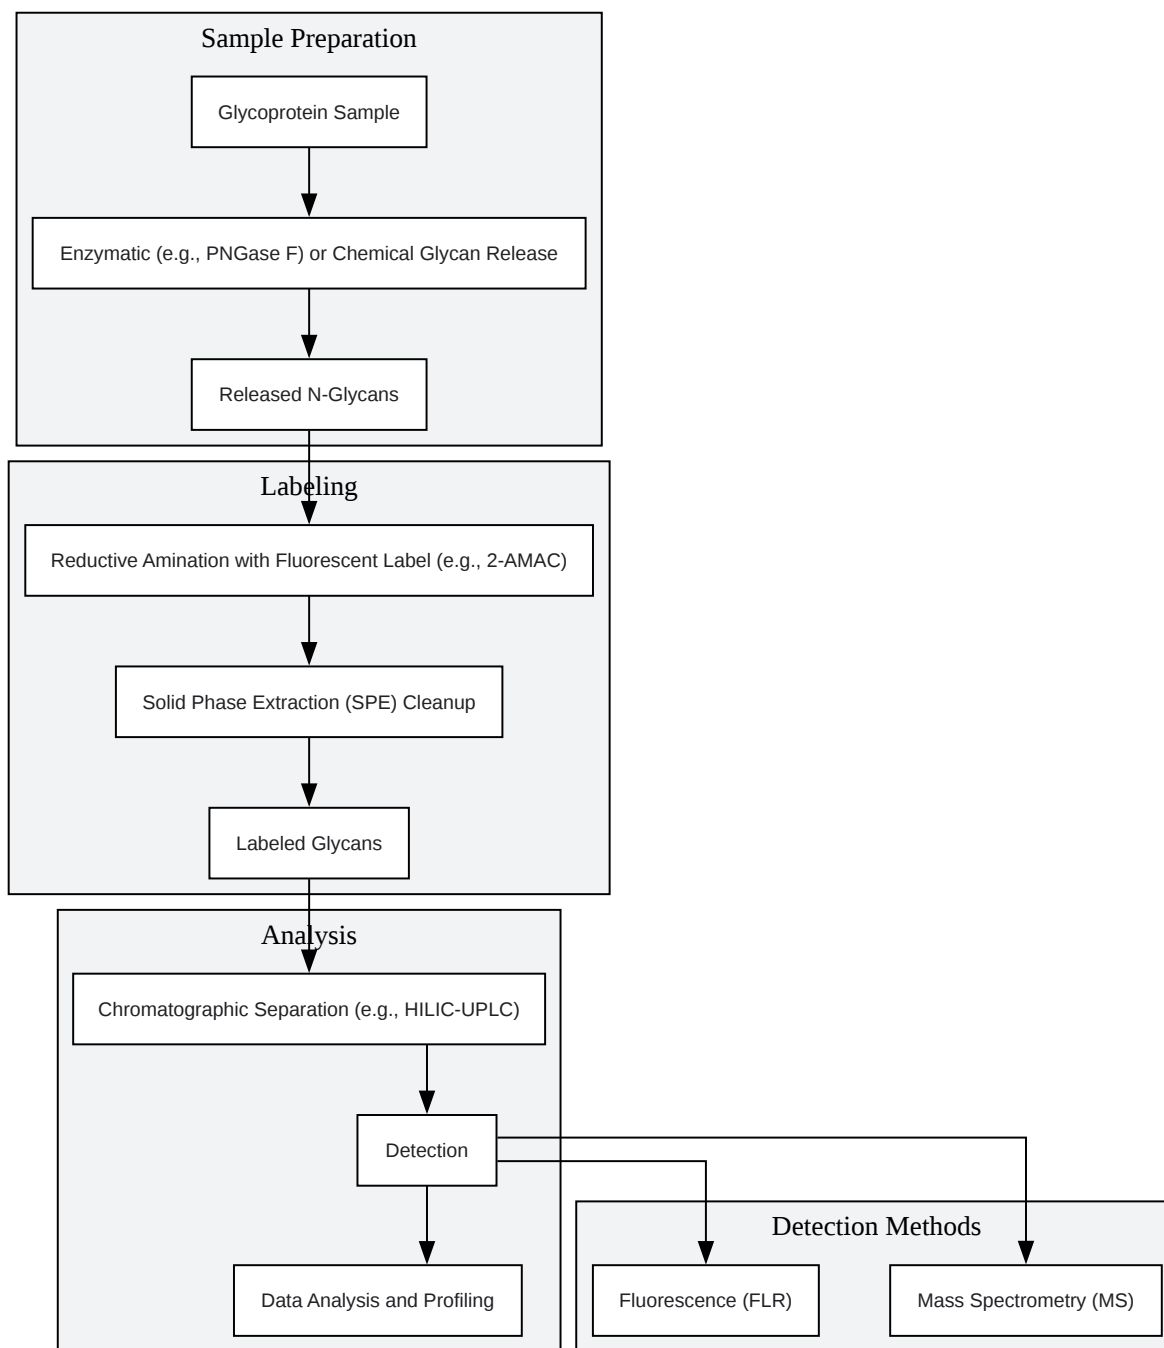 Sample Preparation
Glycoprotein Sample
Enzymatic (e.g., PNGase F) or Chemical Glycan Release
Released N-Glycans
Labeling
Reductive Amination with Fluorescent Label (e.g., 2-AMAC)
Solid Phase Extraction (SPE) Cleanup
Labeled Glycans
Analysis
Chromatographic Separation (e.g., HILIC-UPLC)
Detection
Data Analysis and Profiling
Detection Methods
Fluorescence (FLR)
Mass Spectrometry (MS)